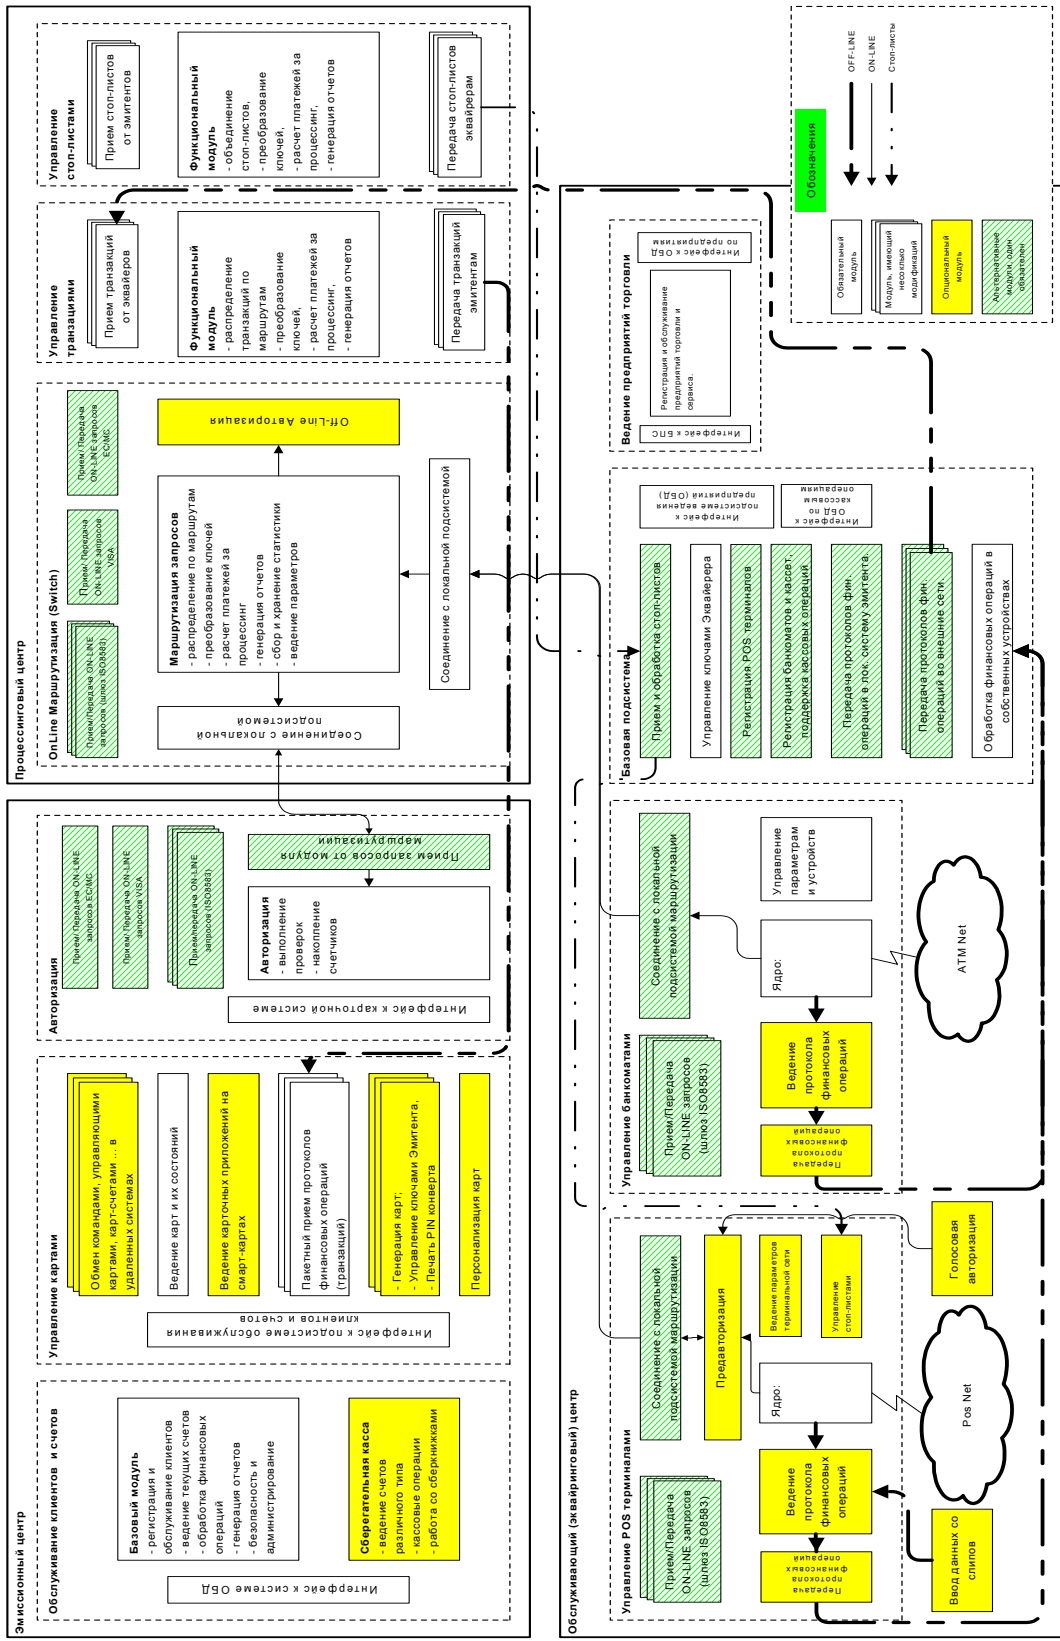 Эмиссионный центр
Обслуживание клиентов и счетов
Базовый модуль
- регистрация и
обслуживание клиентов
- ведение текущих счетов
- обработка финансовых
операций
- генерация отчетов
- безопасность и
администрирование
Сберегательная касса
- ведение счетов
различного типа
- кассовые операции
- работа со сберкнижками
Интерфейс к системе ОБД
Управление картами
Обмен командами, управляющими
картами, карт-счетами ... в
удаленных системах
Ведение карт и их состояний
Ведение карточных приложений на
смарт-картах
Пакетный прием протоколов
финансовых операций
(транзакций)
- Генерация карт;
- Управление ключами Эмитента,
- Печать PIN конверта
Персонализация карт
Интерфейс к подсистеме обслуживания
клиентов и счетов
Авторизация
Прием/Передача ON-LINE
запросов EC/MC
Прием/Передача ON-LINE
запросов VISA
Прием/передача ON-LINE
запросов (ISO8583)
Прием запросов от модуля
маршрутизации
Авторизация
- выполнение
проверок
- накопление
счетчиков
Интерфейс к карточной системе
Процессинговый центр
OnLine Маршрутизация (Switch)
Прием/Передача ON-LINE
запросов (шлюз ISO8583)
Прием/Передача
ON-LINE запросов
VISA
Прием/Передача
ON-LINE запросов
EC/MC
Маршрутизация запросов
- распределение по маршрутам
- преобразование ключей
- расчет платежей за
процессинг
- генерация отчетов
- сбор и хранение статистики
- ведение параметров
Off-Line Авторизация
Соединение с локальной
подсистемой
Соединение с локальной подсистемой
Управление
транзациями
Прием транзакций
от эквайеров
Функциональный
модуль
- распределение
транзакций по
маршрутам
- преобразование
ключей,
- расчет платежей за
процессинг,
- генерация отчетов
Передача транзакций
эмитентам
Управление
стоп-листами
Прием стоп-листов
от эмитентов
Функциональный
модуль
- объединение
стоп-листов,
- преобразование
ключей,
- расчет платежей за
процессинг,
- генерация отчетов
Передача стоп-листов
эквайрерам
Обслуживающий (эквайринговый) центр
Управление POS терминалами
Прием/Передача
ON-LINE запросов
(шлюз ISO8583)
Соединение с локальной
подсистемой маршрутизации
Предавторизация
Ведение параметров
терминальной сети
Управление
стоп-листами
Ядро:
Ведение
протокола
финансовых
операций
Передача
протокола
финансовых
операций
Pos Net
Ввод данных со
слипов
Голосовая
авторизация
Управление банкоматами
Прием/Передача
ON-LINE запросов
(шлюз ISO8583)
Соединение с локальной
подсистемой маршрутизации
Ядро:
Управление
параметрам
и устройств
Ведение
протокола
финансовых
операций
Передача
протокола
финансовых
операций
ATM Net
Базовая подсистема
Прием и обработка стоп-листов
Управление ключами Эквайрера
Регистрация POS терминалов
Регистрация банкоматов и кассет,
поддержка кассовых операций
Передача протоколов фин.
операций в лок. систему эмитента.
Передача протоколов фин.
операций во внешние сети
Обработка финансовых операций в
собственных устройствах
Интерфейс к
подсистеме ведения
предприятий (ОБД)
Интерфейс к
ОБД по
кассовым
операциям
Ведение предприятий торговли
Интерфейс к БПС
Регистрация и обслуживание
предприятий торговли и
сервиса.
Интерфейс к ОБД
по предприятиям
Обозначения
Обязательный
модуль
Модуль, имеющий
несколько
модификаций
Опциональный
модуль
Альтернативные
модули, один
обязателен
OFF-LINE
ON-LINE
Стоп-листы